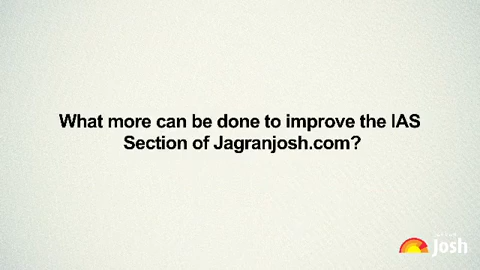 What more can be done to improve the IAS
Section of Jagranjosh.com?
Josh